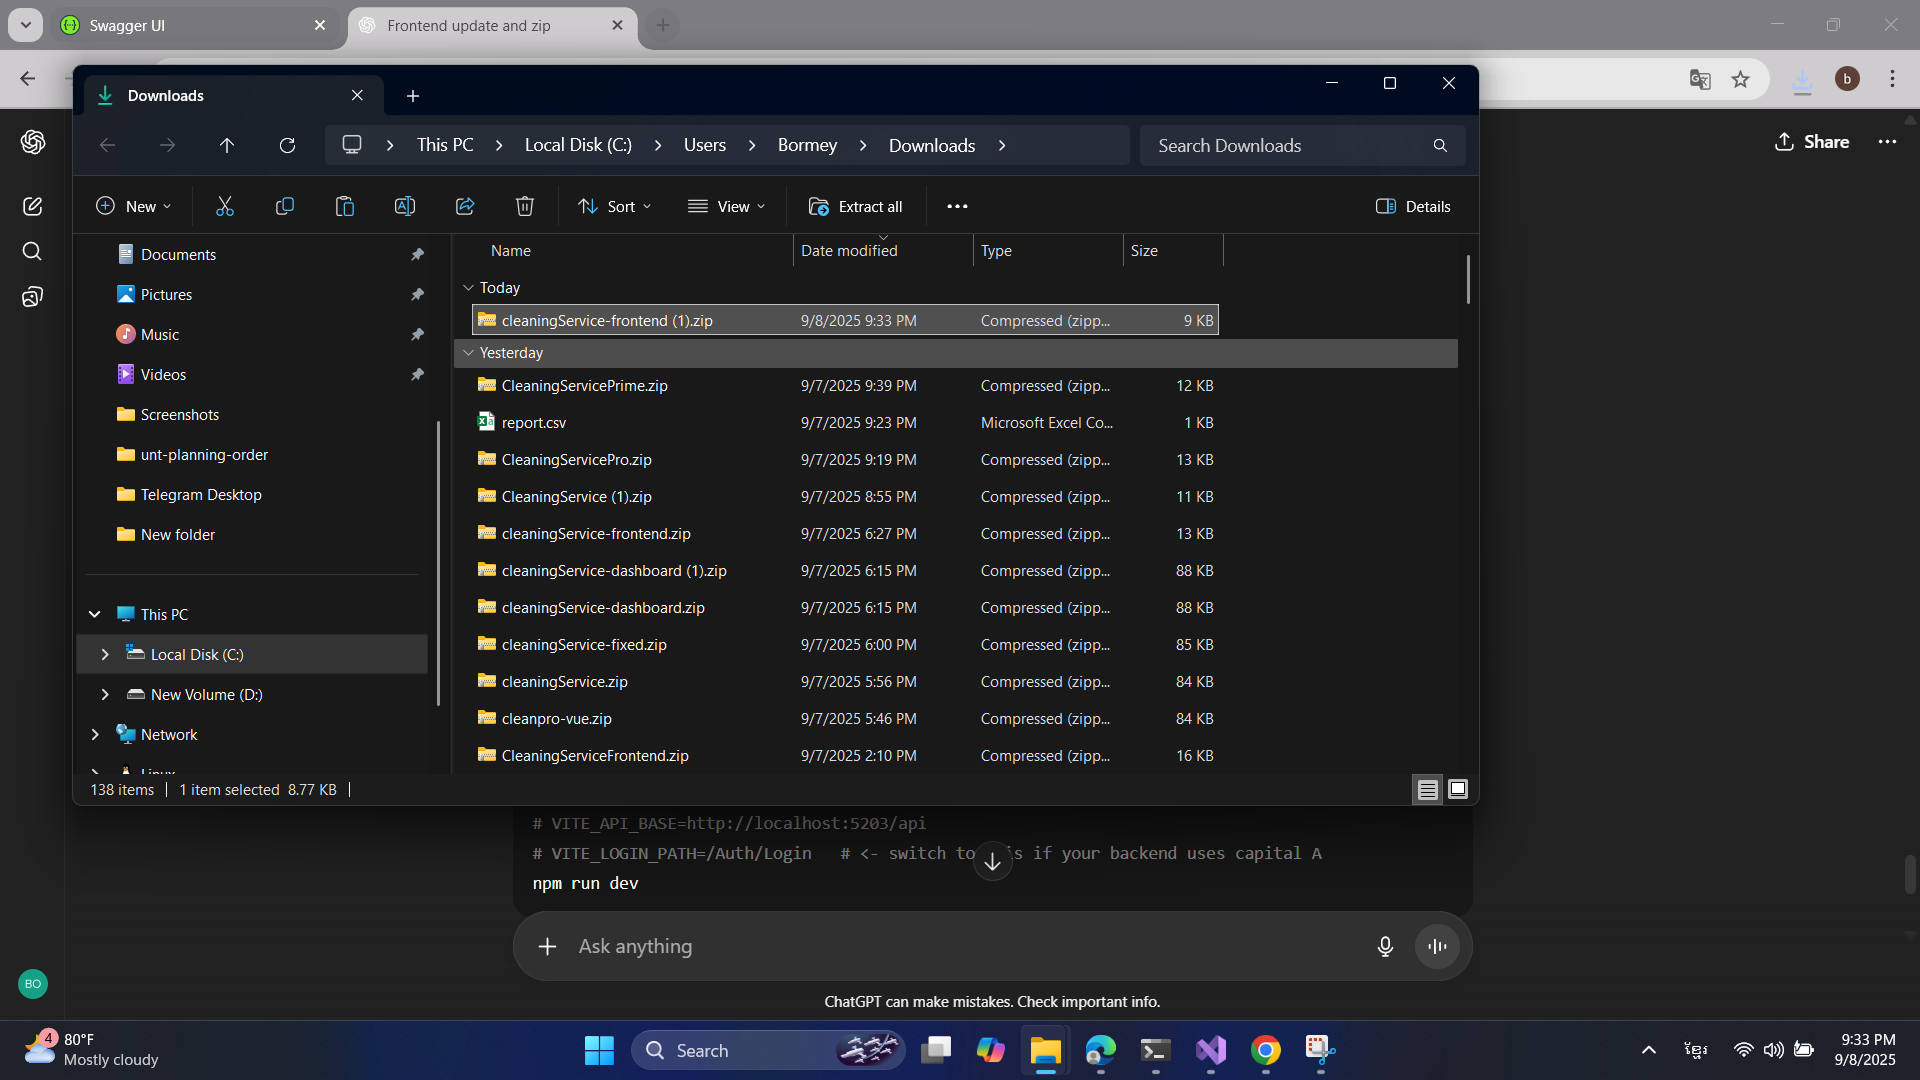 Swagger UI
Frontend update and zip
b
Downloads
This PC
Local Disk (C:)
Users
Bormey
Downloads
Search Downloads
Share
New
Sort
View
Extract all
Details
Documents
Pictures
Music
Videos
Screenshots
unt-planning-order
Telegram Desktop
New folder
This PC
Local Disk (C:)
New Volume (D:)
Network
Linux
Name Date modified Type Size
Today
cleaningService-frontend (1).zip 9/8/2025 9:33 PM Compressed (zipp... 9 KB
Yesterday
CleaningServicePrime.zip 9/7/2025 9:39 PM Compressed (zipp... 12 KB
report.csv 9/7/2025 9:23 PM Microsoft Excel Co... 1 KB
CleaningServicePro.zip 9/7/2025 9:19 PM Compressed (zipp... 13 KB
CleaningService (1).zip 9/7/2025 8:55 PM Compressed (zipp... 11 KB
cleaningService-frontend.zip 9/7/2025 6:27 PM Compressed (zipp... 13 KB
cleaningService-dashboard (1).zip 9/7/2025 6:15 PM Compressed (zipp... 88 KB
cleaningService-dashboard.zip 9/7/2025 6:15 PM Compressed (zipp... 88 KB
cleaningService-fixed.zip 9/7/2025 6:00 PM Compressed (zipp... 85 KB
cleaningService.zip 9/7/2025 5:56 PM Compressed (zipp... 84 KB
cleanpro-vue.zip 9/7/2025 5:46 PM Compressed (zipp... 84 KB
CleaningServiceFrontend.zip 9/7/2025 2:10 PM Compressed (zipp... 16 KB
138 items 1 item selected 8.77 KB
# VITE_API_BASE=http://localhost:5203/api
# VITE_LOGIN_PATH=/Auth/Login # <- switch to if your backend uses capital A
npm run dev
Ask anything
BO
ChatGPT can make mistakes. Check important info.
4
80°F
Mostly cloudy
Search
ខ្មែរ
9:33 PM
9/8/2025